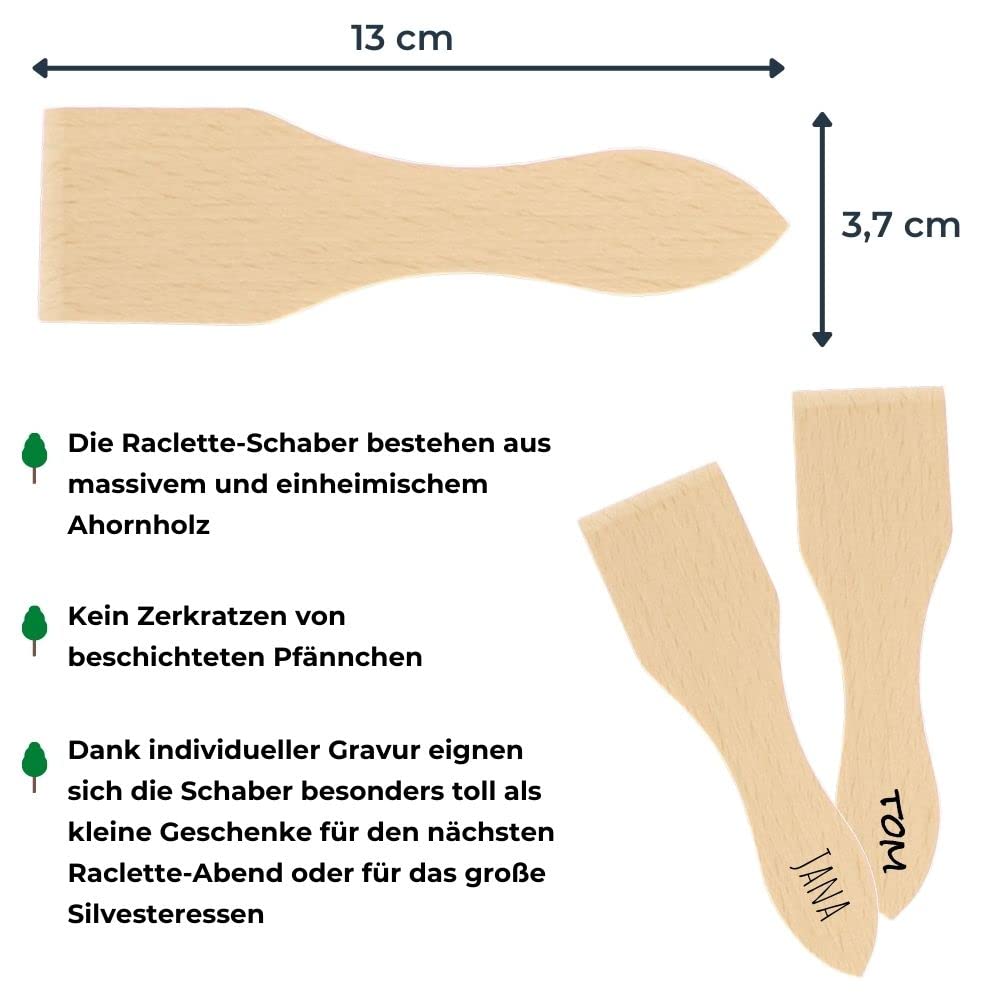 13 cm
3,7 cm
Die Raclette-Schaber bestehen aus
massivem und einheimischem
Ahornholz
Kein Zerkratzen von
beschichteten Pfännchen
Dank individueller Gravur eignen
sich die Schaber besonders toll als
kleine Geschenke für den nächsten
Raclette-Abend oder für das große
Silvesteressen
TOM
JANA